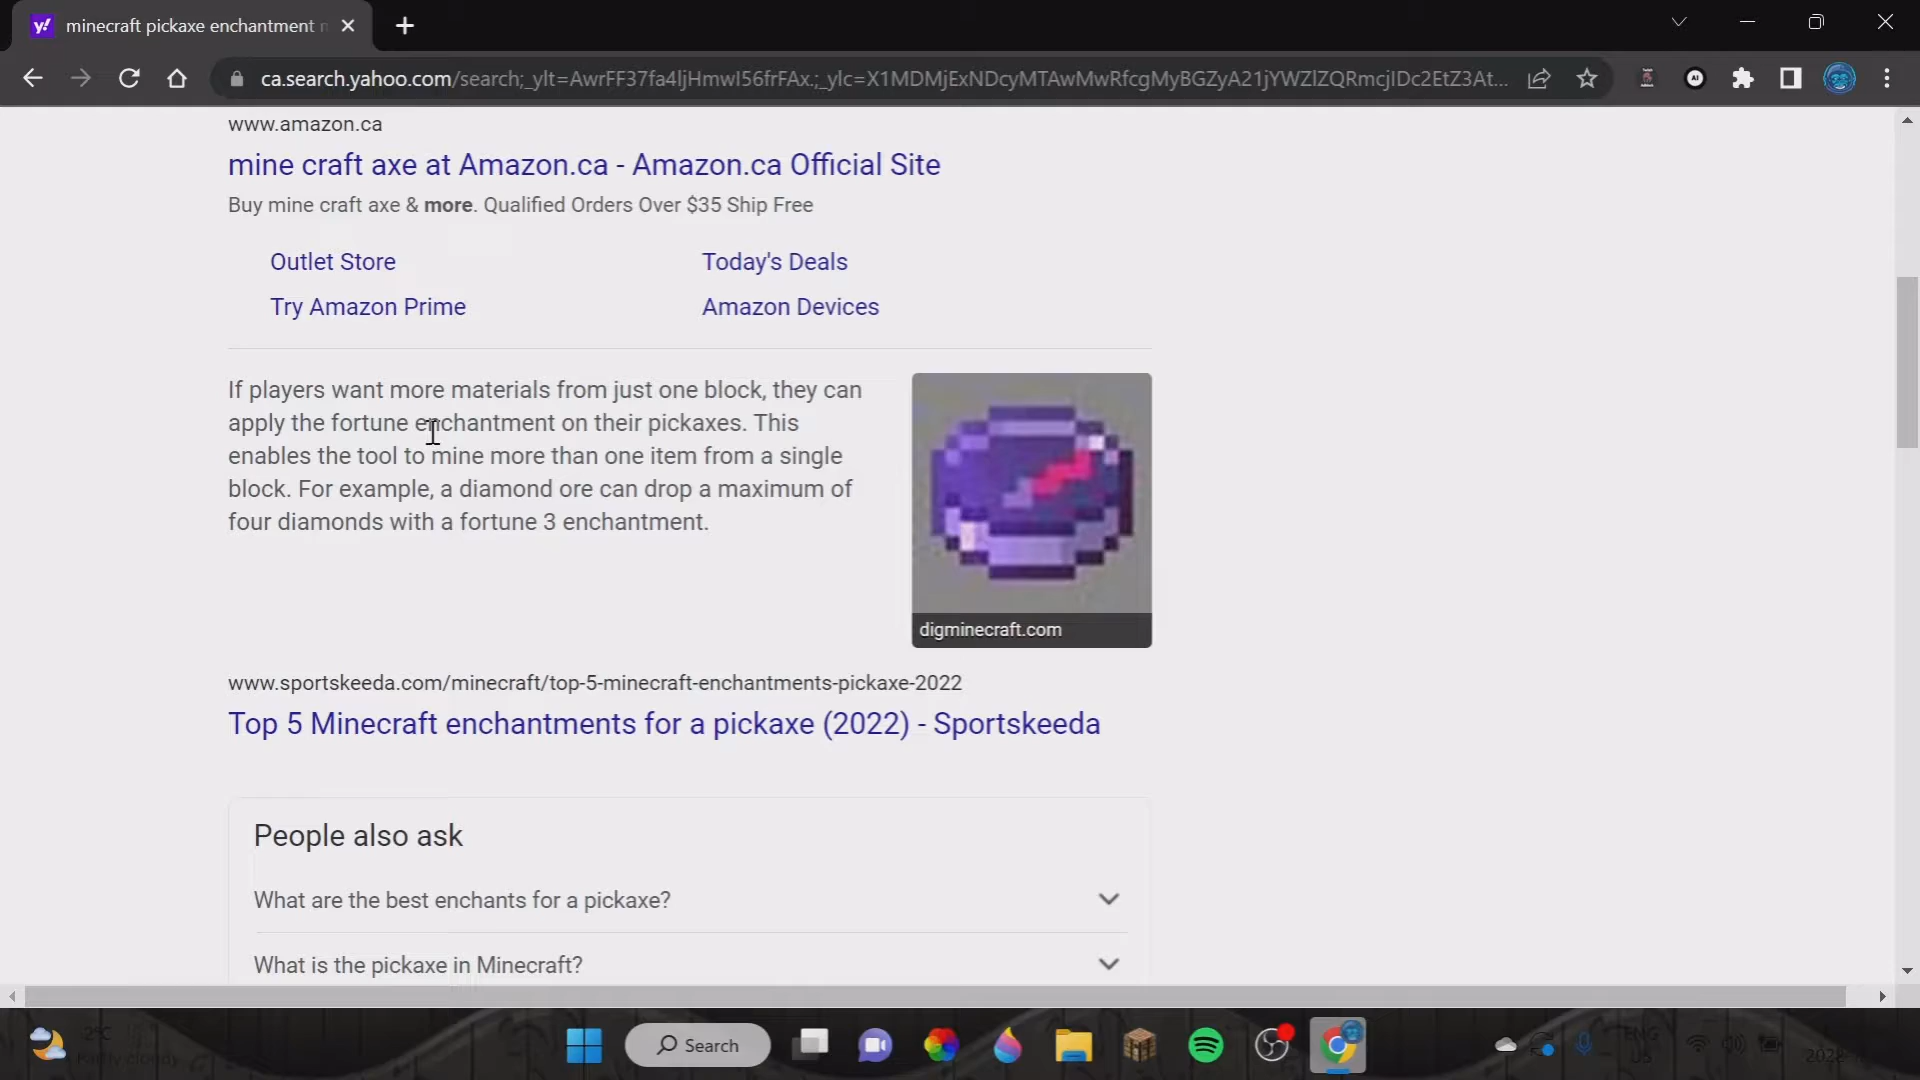 minecraft pickaxe enchantment
ca.search.yahoo.com/search;_ylt=AwrFF37fa4ljHmwI56frFAx.;_ylc=X1MDMjExNDcyMTAwMwRfcgMyBGZyA21jYWZlZQRmcjIDc2EtZ3At...
www.amazon.ca
mine craft axe at Amazon.ca - Amazon.ca Official Site
Buy mine craft axe & more. Qualified Orders Over $35 Ship Free
Outlet Store Today's Deals
Try Amazon Prime Amazon Devices
If players want more materials from just one block, they can
apply the fortune enchantment on their pickaxes. This
enables the tool to mine more than one item from a single
block. For example, a diamond ore can drop a maximum of
four diamonds with a fortune 3 enchantment.
digminecraft.com
www.sportskeeda.com/minecraft/top-5-minecraft-enchantments-pickaxe-2022
Top 5 Minecraft enchantments for a pickaxe (2022) - Sportskeeda
People also ask
What are the best enchants for a pickaxe?
What is the pickaxe in Minecraft?
-2°C
Partly cloudy
Search
ENG
US